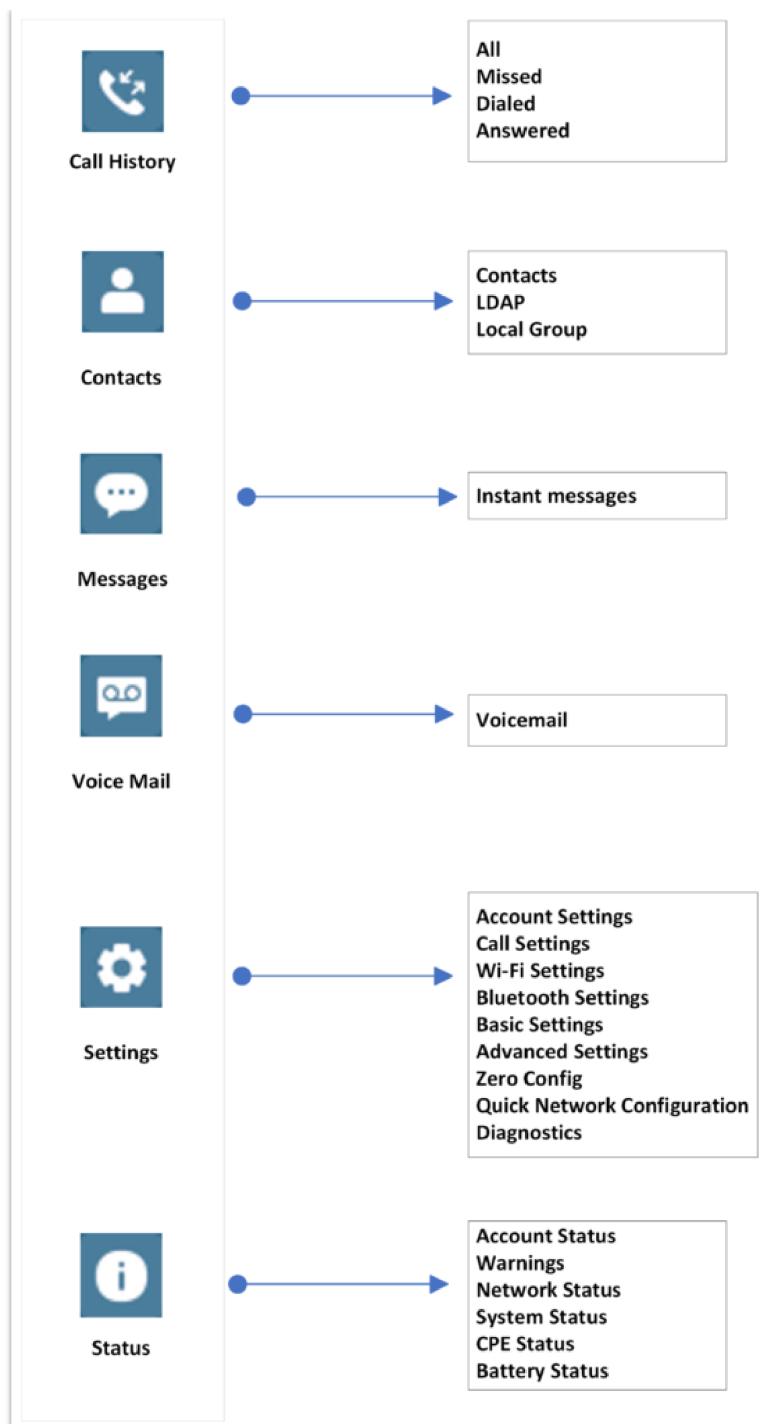 Call History
All
Missed
Dialed
Answered
Contacts
Contacts
LDAP
Local Group
Messages
Instant messages
Voice Mail
Voicemail
Settings
Account Settings
Call Settings
Wi-Fi Settings
Bluetooth Settings
Basic Settings
Advanced Settings
Zero Config
Quick Network Configuration
Diagnostics
Status
Account Status
Warnings
Network Status
System Status
CPE Status
Battery Status